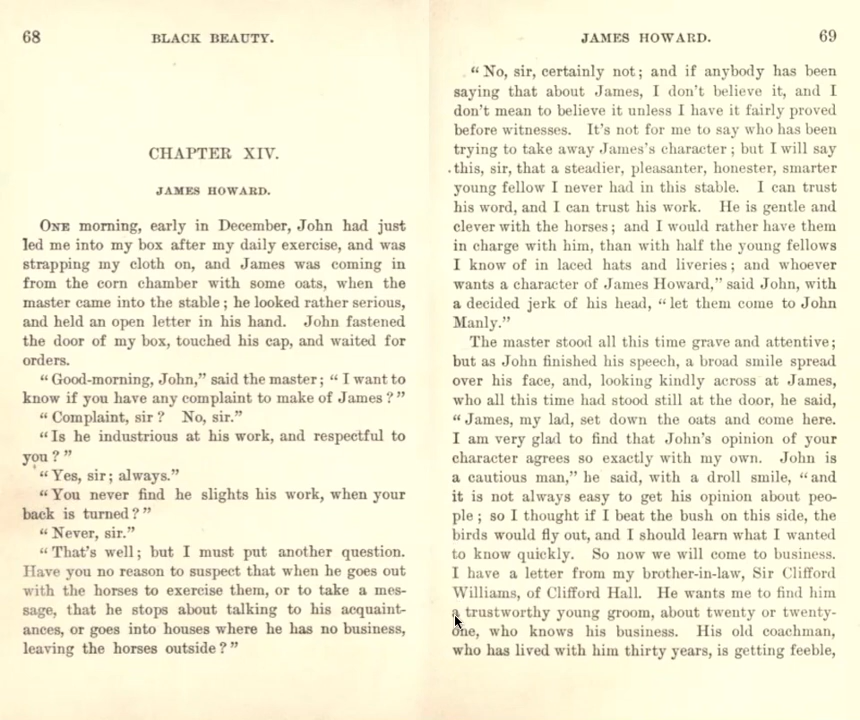 68
BLACK BEAUTY.
CHAPTER XIV.
JAMES HOWARD.
ONE morning, early in December, John had just
led me into my box after my daily exercise, and was
strapping my cloth on, and James was coming in
from the corn chamber with some oats, when the
master came into the stable; he looked rather serious,
and held an open letter in his hand. John fastened
the door of my box, touched his cap, and waited for
orders.
“Good-morning, John,” said the master; “I want to
know if you have any complaint to make of James?”
“Complaint, sir? No, sir.”
“Is he industrious at his work, and respectful to
you?”
“Yes, sir; always.”
“You never find he slights his work, when your
back is turned?”
“Never, sir.”
“That's well; but I must put another question.
Have you no reason to suspect that when he goes out
with the horses to exercise them, or to take a mes-
sage, that he stops about talking to his acquaint-
ances, or goes into houses where he has no business,
leaving the horses outside?”
JAMES HOWARD.
69
“No, sir, certainly not; and if anybody has been
saying that about James, I don't believe it, and I
don't mean to believe it unless I have it fairly proved
before witnesses. It's not for me to say who has been
trying to take away James's character; but I will say
this, sir, that a steadier, pleasanter, honester, smarter
young fellow I never had in this stable. I can trust
his word, and I can trust his work. He is gentle and
clever with the horses; and I would rather have them
in charge with him, than with half the young fellows
I know of in laced hats and liveries; and whoever
wants a character of James Howard,” said John, with
a decided jerk of his head, “let them come to John
Manly.”
The master stood all this time grave and attentive;
but as John finished his speech, a broad smile spread
over his face, and, looking kindly across at James,
who all this time had stood still at the door, he said,
“James, my lad, set down the oats and come here.
I am very glad to find that John's opinion of your
character agrees so exactly with my own. John is
a cautious man,” he said, with a droll smile, “and
it is not always easy to get his opinion about peo-
ple; so I thought if I beat the bush on this side, the
birds would fly out, and I should learn what I wanted
to know quickly. So now we will come to business.
I have a letter from my brother-in-law, Sir Clifford
Williams, of Clifford Hall. He wants me to find him
a trustworthy young groom, about twenty or twenty-
one, who knows his business. His old coachman,
who has lived with him thirty years, is getting feeble,